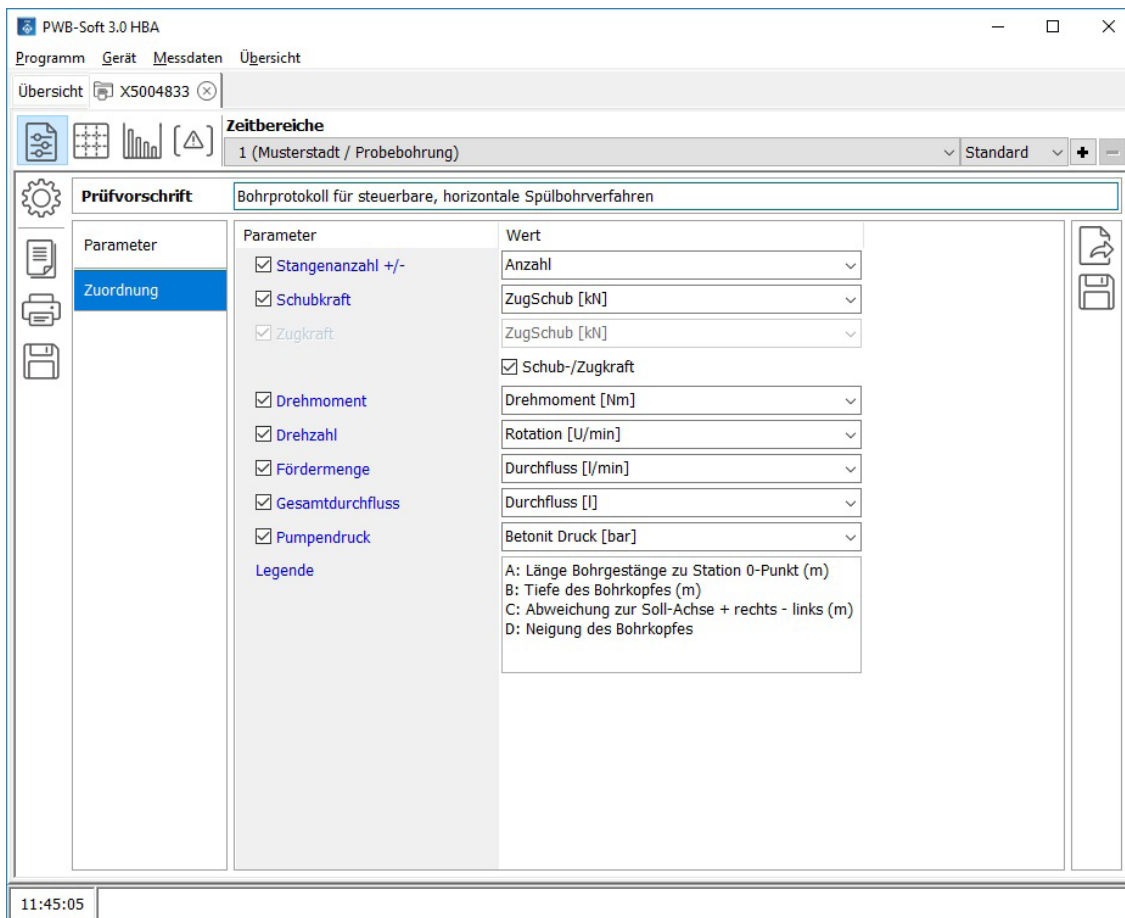 PWB-Soft 3.0 HBA
Programm Gerät Messdaten Übersicht
Übersicht X5004833
Zeitbereiche
1 (Musterstadt / Probebohrung) Standard
Prüfvorschrift Bohrprotokoll für steuerbare, horizontale Spülbohrverfahren
Parameter
Zuordnung
Parameter Wert
Stangenanzahl +/- Anzahl
Schubkraft ZugSchub [kN]
Zugkraft ZugSchub [kN]
Schub-/Zugkraft
Drehmoment Drehmoment [Nm]
Drehzahl Rotation [U/min]
Fördermenge Durchfluss [l/min]
Gesamtdurchfluss Durchfluss [l]
Pumpendruck Betonit Druck [bar]
Legende A: Länge Bohrgestänge zu Station 0-Punkt (m)
B: Tiefe des Bohrkopfes (m)
C: Abweichung zur Soll-Achse + rechts - links (m)
D: Neigung des Bohrkopfes
11:45:05